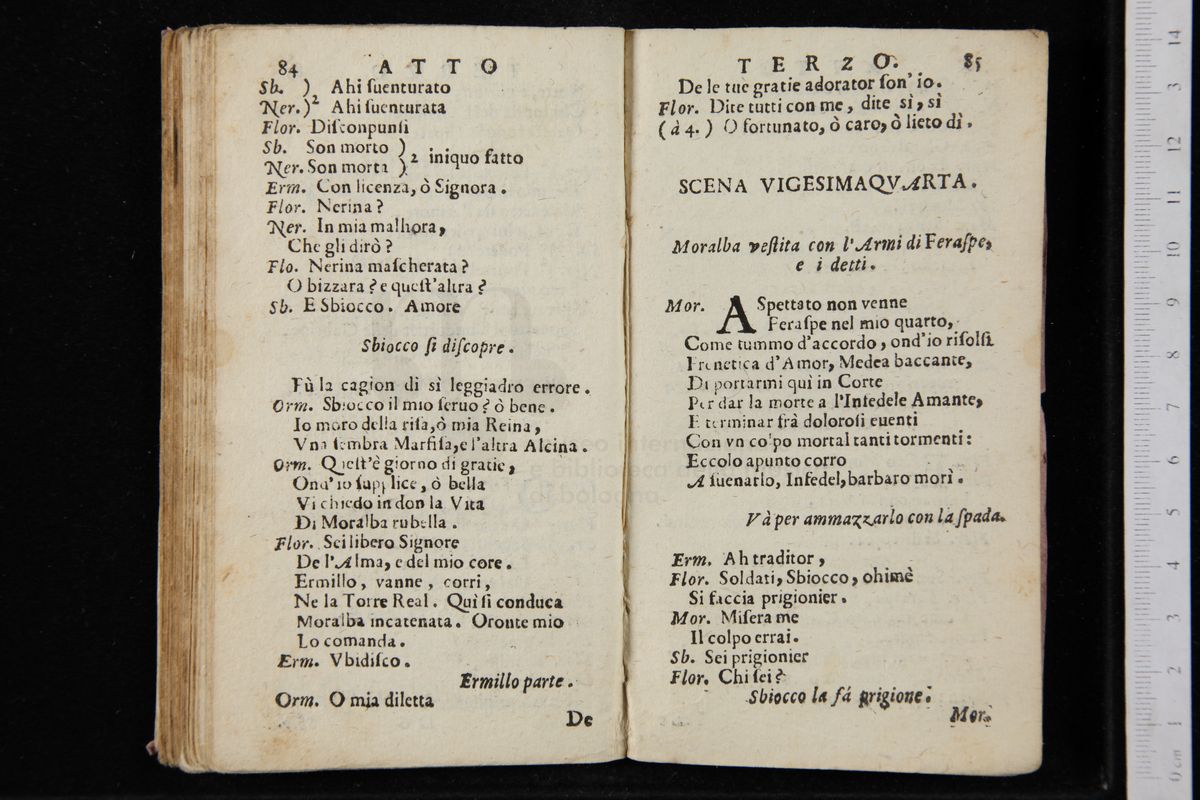 84 ATTO
Sb. ) Ahi ſuenturato
Ner.)2 Ahi ſuenturata
Flor. Diſconpunſi
Sb. Son morto )
Ner. Son morta ) 2 iniquo fatto
Erm. Con licenza, ò Signora.
Flor. Nerina?
Ner. In mia malhora,
Che gli dirò?
Flo. Nerina maſcherata?
O bizzara? e queſt'altra?
Sb. E Sbiocco. Amore
Sbiocco ſi diſcopre.
Fù la cagion di sì leggiadro errore.
Orm. Sbiocco il mio ſeruo? ò bene.
Io moro della riſa, ò mia Reina,
Vna ſembra Marfiſa, e l'altra Alcina.
Orm. Queſt'è giorno di gratie,
Ond'io ſupplice, ò bella
Vi chiedo in don la Vita
Di Moralba rubella.
Flor. Sei libero Signore
De l'Alma, e del mio core.
Ermillo, vanne, corri,
Ne la Torre Real. Quì ſi conduca
Moralba incatenata. Oronte mio
Lo comanda.
Erm. Vbidiſco.
Ermillo parte.
Orm. O mia diletta
De
TERZO. 85
De le tue gratie adorator ſon' io.
Flor. Dite tutti con me, dite sì, sì
(à 4.) O fortunato, ò caro, ò lieto dì.
SCENA VIGESIMAQVARTA.
Moralba veſtita con l'Armi di Feraſpe,
e i detti.
Mor. ASpettato non venne
Feraſpe nel mio quarto,
Come fummo d'accordo, ond'io riſolſi
Frenetica d'Amor, Medea baccante,
Di portarmi quì in Corte
Per dar la morte a l'Infedele Amante,
E terminar frà doloroſi euenti
Con vn colpo mortal tanti tormenti:
Eccolo apunto corro
A ſuenarlo, Infedel, barbaro morì.
Và per ammazzarlo con la ſpada.
Erm. Ah traditor,
Flor. Soldati, Sbiocco, ohimè
Si faccia prigionier.
Mor. Miſera me
Il colpo errai.
Sb. Sei prigionier
Flor. Chi ſei?
Sbiocco la fá prigione.
Mor.